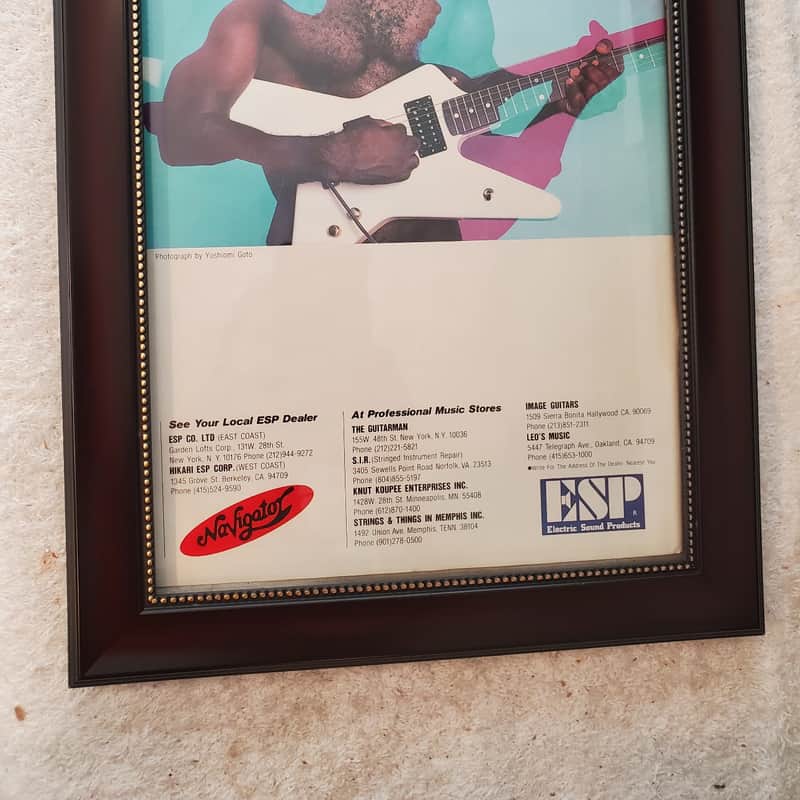 Photograph by Yoshiomi Goto
See Your Local ESP Dealer
ESP CO. LTD (EAST COAST)
Garden Lofts Corp., 131W. 28th St.
New York, N.Y. 10176 Phone (212)944-9272
HIKARI ESP CORP. (WEST COAST)
1345 Grove St. Berkeley, CA. 94709
Phone (415)524-9590
Navigator
At Professional Music Stores
THE GUITARMAN
155W. 48th St. New York, N.Y. 10036
Phone (212)221-5821
S.I.R. (Stringed Instrument Repair)
3405 Sewells Point Road Norfolk, VA. 23513
Phone (804)855-5197
KNUT KOUPEE ENTERPRISES INC.
1428W. 28th St. Minneapolis, MN. 55408
Phone (612)870-1400
STRINGS & THINGS IN MEMPHIS INC.
1492 Union Ave. Memphis, TENN. 38104
Phone (901)278-0500
IMAGE GUITARS
1509 Sierra Bonita Hallywood CA. 90069
Phone (213)851-2311
LEO'S MUSIC
5447 Telegraph Ave., Oakland, CA. 94709
Phone (415)653-1000
●Write For The Address Of The Dealer Nearest You
ESP
R
Electric Sound Products